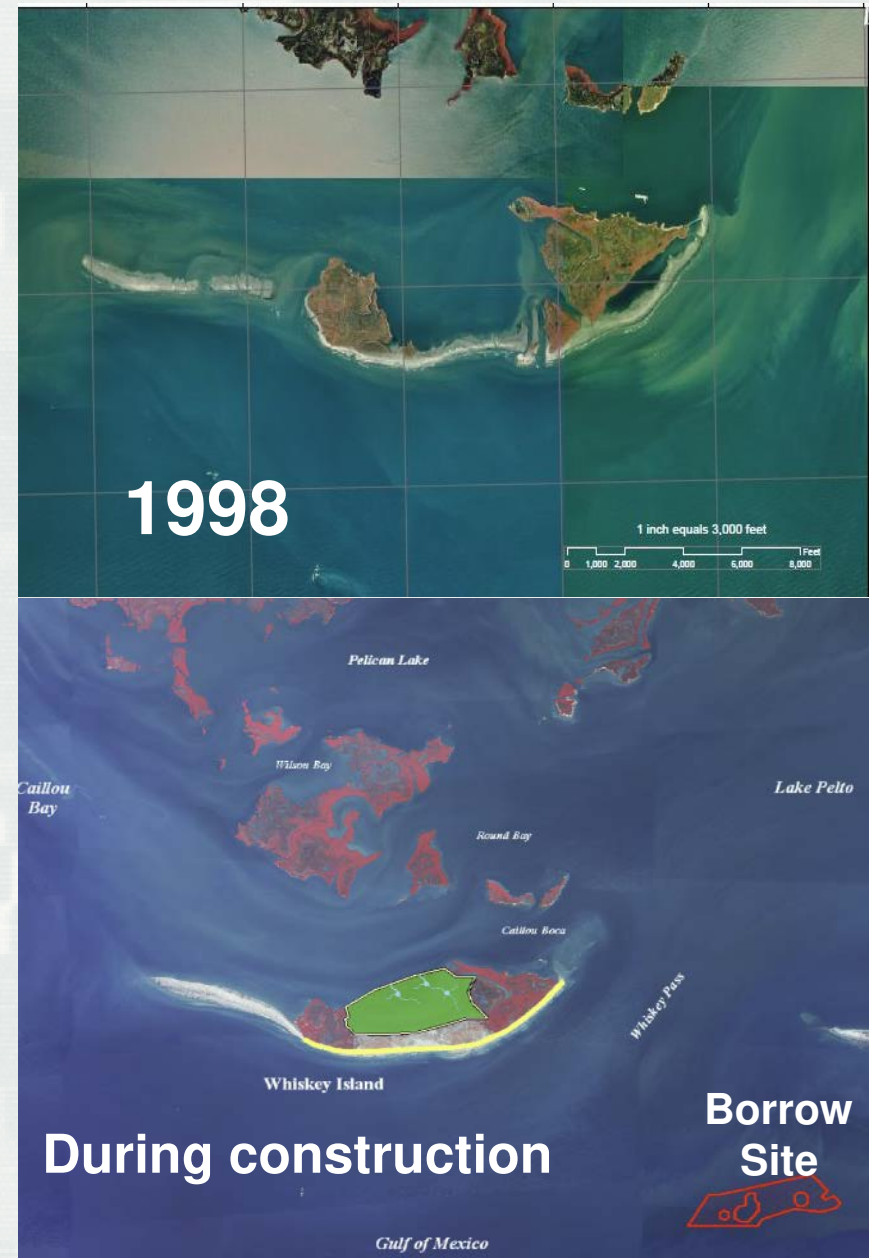 1998
1 inch equals 3,000 feet
Feet
0 1,000 2,000 4,000 6,000 8,000
Pelican Lake
Wilson Bay
Caillou
Bay
Lake Pelto
Round Bay
Caillou Boca
Whiskey Pass
Whiskey Island
Borrow
Site
During construction
Gulf of Mexico